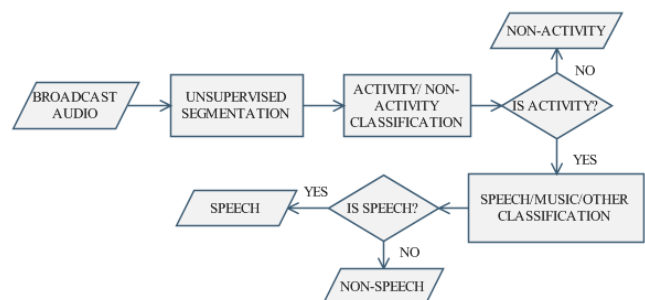 NON-ACTIVITY
NO
BROADCAST
AUDIO
UNSUPERVISED
SEGMENTATION
ACTIVITY/ NON-
ACTIVITY
CLASSIFICATION
IS ACTIVITY?
YES
SPEECH/MUSIC/OTHER
CLASSIFICATION
IS SPEECH?
YES
SPEECH
NO
NON-SPEECH